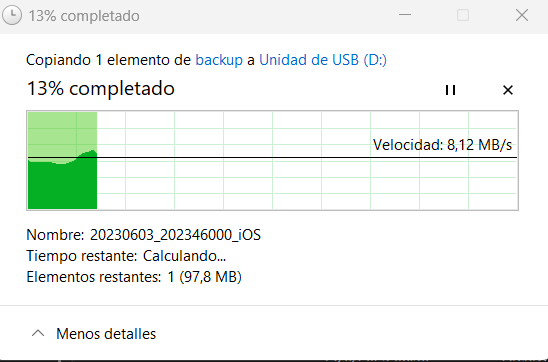 13% completado
Copiando 1 elemento de backup a Unidad de USB (D:)
13% completado
Velocidad: 8,12 MB/s
Nombre: 20230603_202346000_iOS
Tiempo restante: Calculando...
Elementos restantes: 1 (97,8 MB)
Menos detalles